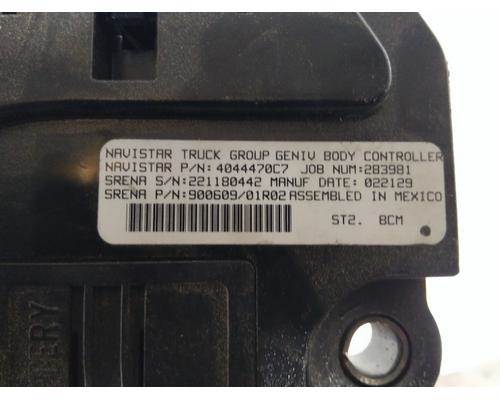 NAVISTAR TRUCK GROUP GENIV BODY CONTROLLER
NAVISTAR P/N:4044470C7 JOB NUM:283981
SRENA S/N:221180442 MANUF DATE: 022129
SRENA P/N:900609/01R02 ASSEMBLED IN MEXICO
ST2. BCM
TERY